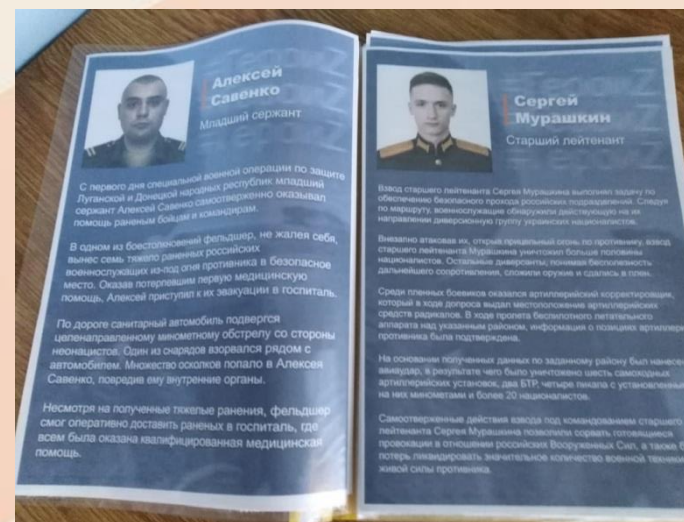 Алексей
Савенко
Младший сержант
С первого дня специальной военной операции по защите
Луганской и Донецкой народных республик младший
сержант Алексей Савенко самоотверженно оказывал
помощь раненым бойцам и командирам.
В одном из боестолкновений фельдшер, не жалея себя,
вынес семь тяжело раненных российских
военнослужащих из-под огня противника в безопасное
место. Оказав потерпевшим первую медицинскую
помощь, Алексей приступил к их эвакуации в госпиталь.
По дороге санитарный автомобиль подвергся
целенаправленному минометному обстрелу со стороны
неонацистов. Один из снарядов взорвался рядом с
автомобилем. Множество осколков попало в Алексея
Савенко, повредив ему внутренние органы.
Несмотря на полученные тяжелые ранения, фельдшер
смог оперативно доставить раненых в госпиталь, где
всем была оказана квалифицированная медицинская
помощь.
Сергей
Мурашкин
Старший лейтенант
Взвод старшего лейтенанта Сергея Мурашкина выполнял задачу по
обеспечению безопасного прохода российских подразделений. Следуя
по маршруту, военнослужащие обнаружили действующую на их
направлении диверсионную группу украинских националистов.
Внезапно атаковав их, открыв прицельный огонь по противнику, взвод
старшего лейтенанта Мурашкина уничтожил больше половины
националистов. Остальные диверсанты, понимая бесполезность
дальнейшего сопротивления, сложили оружие и сдались в плен.
Среди пленных боевиков оказался артиллерийский корректировщик,
который в ходе допроса выдал местоположение артиллерийских
средств радикалов. В ходе пролета беспилотного летательного
аппарата над указанным районом, информация о позициях артиллерии
противника была подтверждена.
На основании полученных данных по заданному району был нанесен
авиаудар, в результате чего было уничтожено шесть самоходных
артиллерийских установок, два БТР, четыре пикапа с установленными
на них минометами и более 20 националистов.
Самоотверженные действия взвода под командованием старшего
лейтенанта Сергея Мурашкина позволили сорвать готовящиеся
провокации в отношении российских Вооруженных Сил, а также
потерь ликвидировать значительное количество военной техники
живой силы противника.